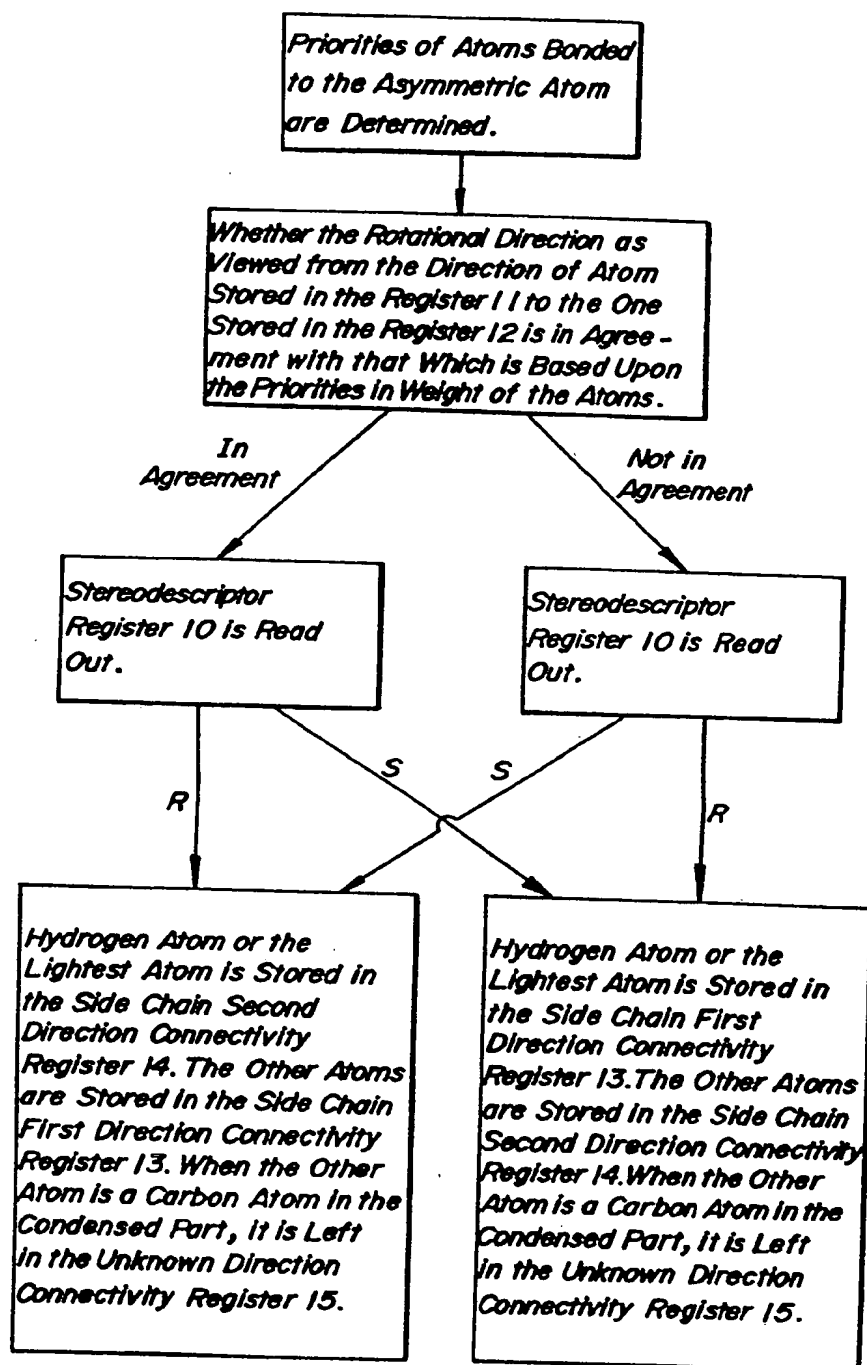 Priorities of Atoms Bonded
to the Asymmetric Atom
are Determined.
Whether the Rotational Direction as
Viewed from the Direction of Atom
Stored in the Register 11 to the One
Stored in the Register 12 is in Agree-
ment with that Which is Based Upon
the Priorities in Weight of the Atoms.
In
Agreement
Not in
Agreement
Stereodescriptor
Register 10 is Read
Out.
Stereodescriptor
Register 10 is Read
Out.
R
S
S
R
Hydrogen Atom or the
Lightest Atom is Stored in
the Side Chain Second
Direction Connectivity
Register 14. The Other Atoms
are Stored in the Side Chain
First Direction Connectivity
Register 13. When the Other
Atom is a Carbon Atom in the
Condensed Part, it is Left
in the Unknown Direction
Connectivity Register 15.
Hydrogen Atom or the
Lightest Atom is Stored in
the Side Chain First
Direction Connectivity
Register 13. The Other Atoms
are Stored in the Side Chain
Second Direction Connectivity
Register 14. When the Other
Atom is a Carbon Atom in the
Condensed Part, it is Left
in the Unknown Direction
Connectivity Register 15.